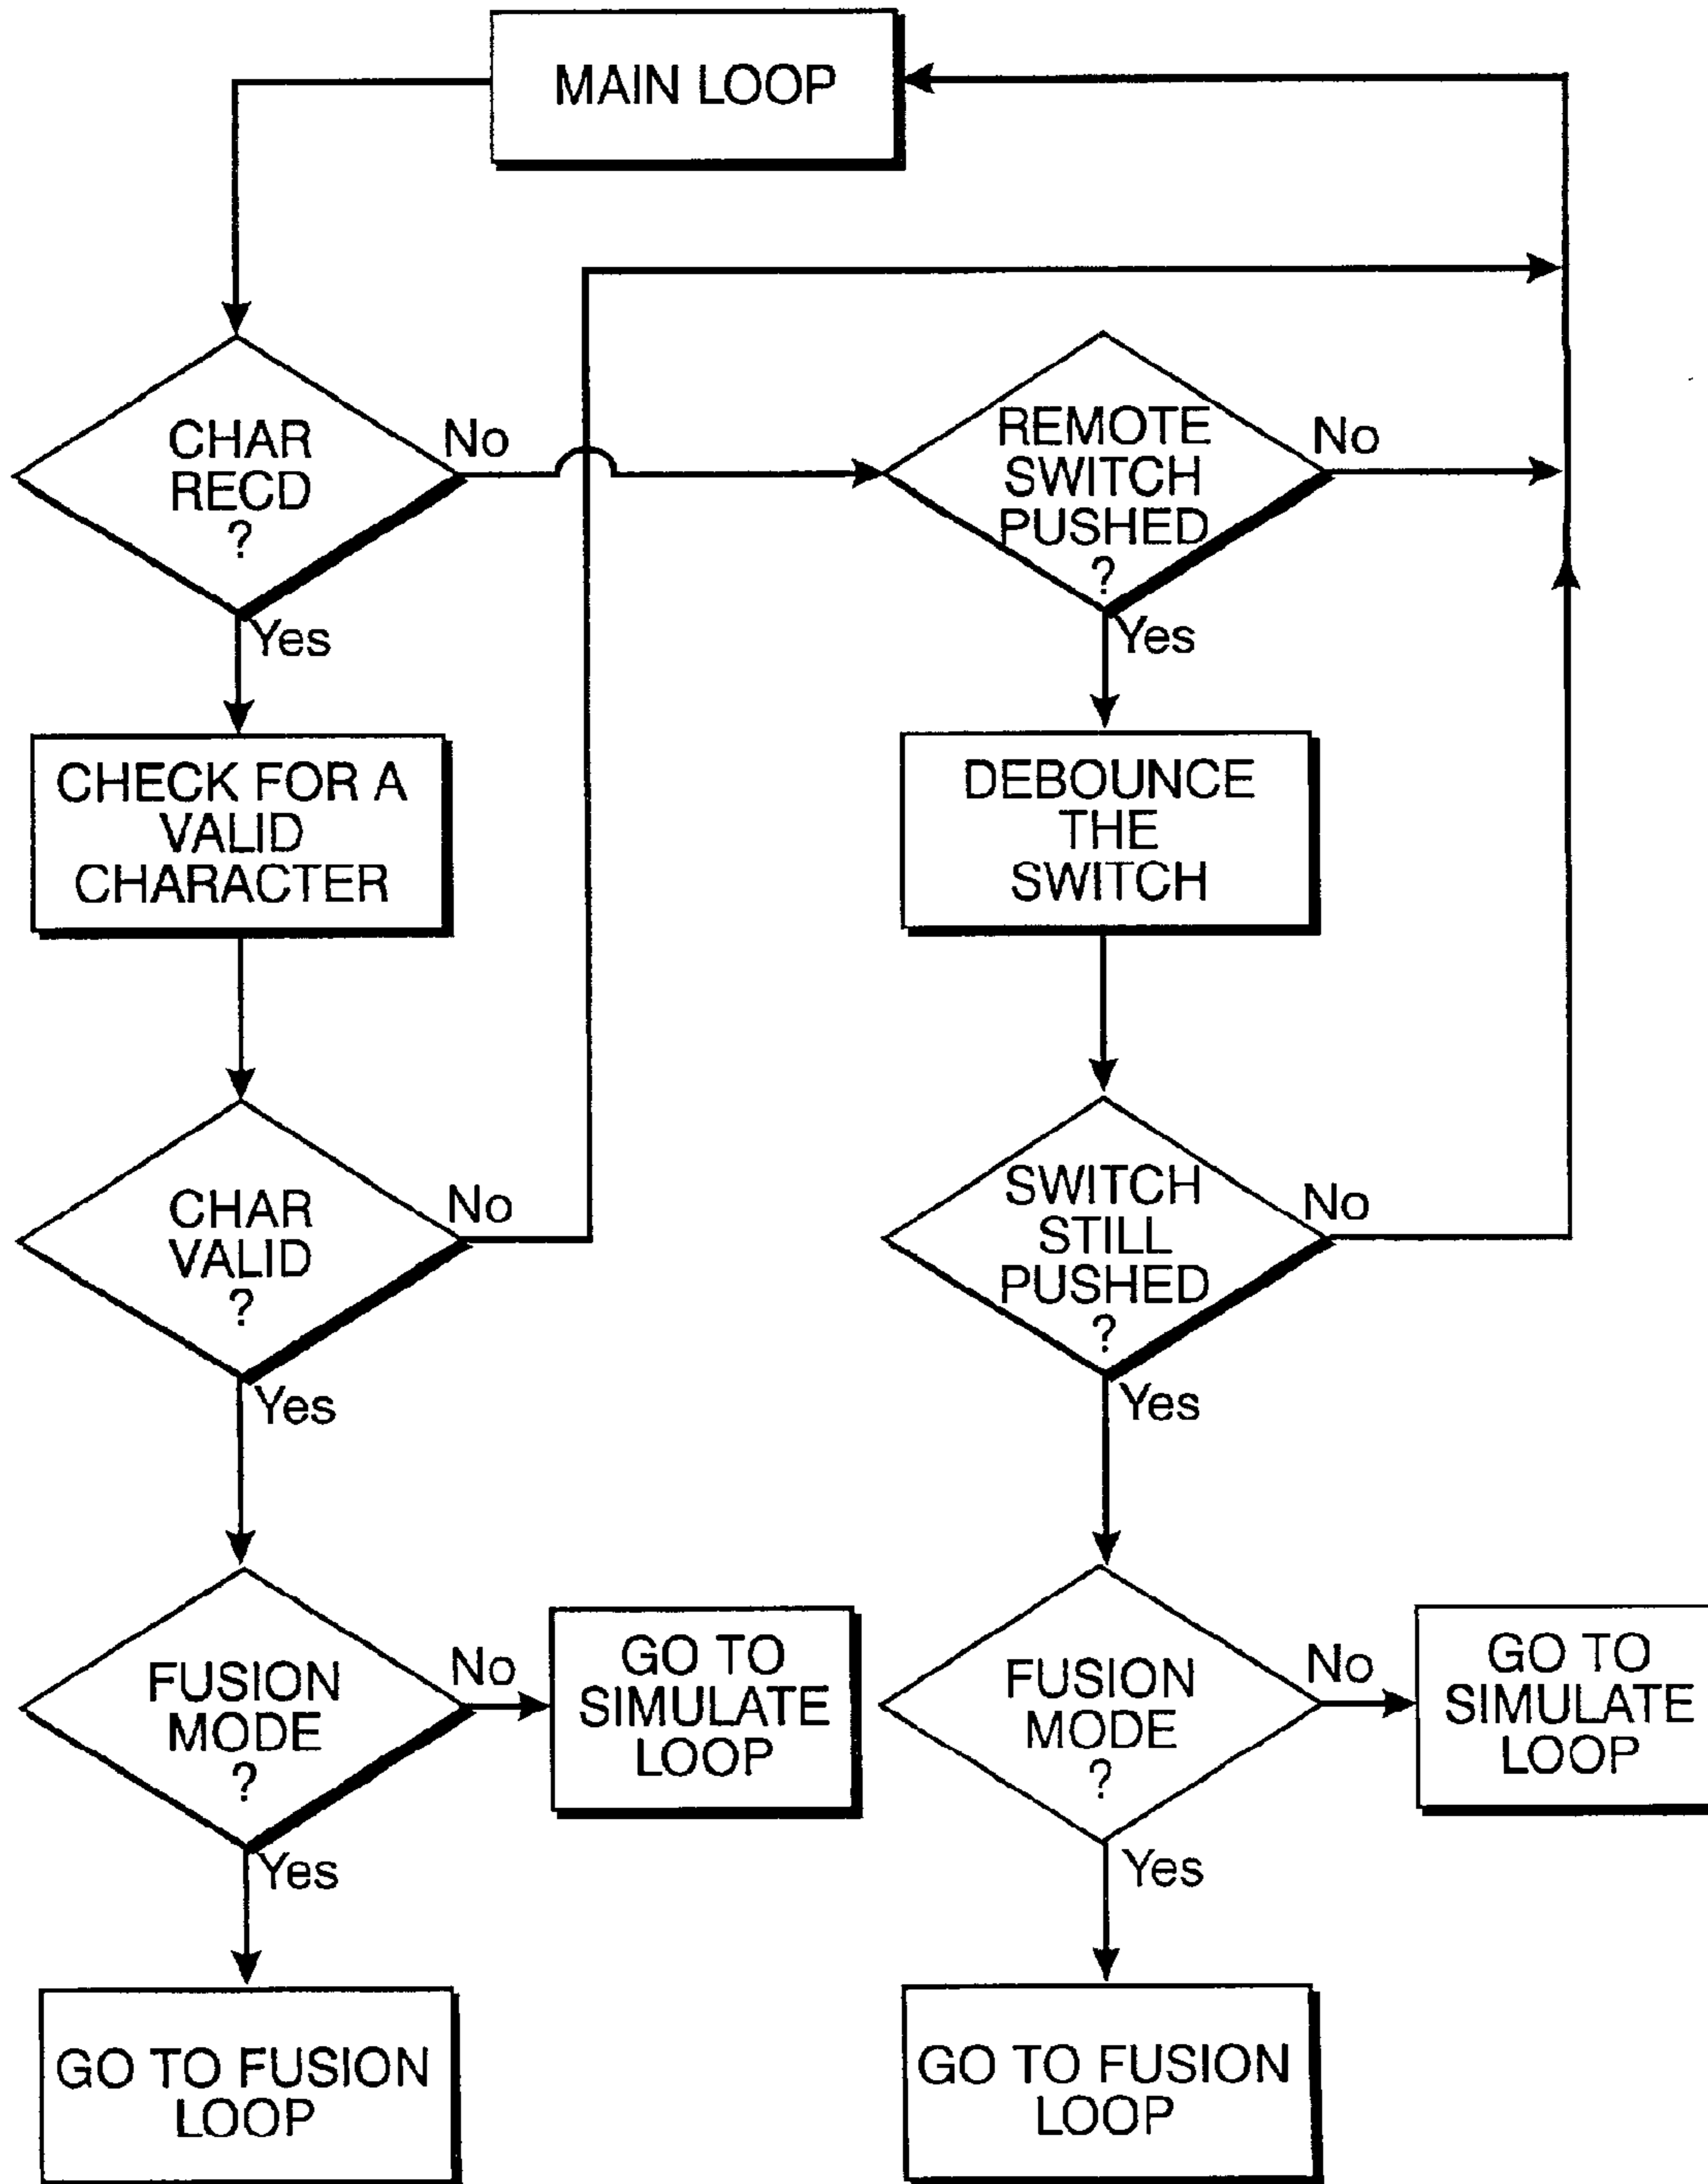 MAIN LOOP
CHAR
RECD
?
No
Yes
REMOTE
SWITCH
PUSHED
?
No
Yes
CHECK FOR A
VALID
CHARACTER
DEBOUNCE
THE
SWITCH
CHAR
VALID
?
No
Yes
SWITCH
STILL
PUSHED
?
No
Yes
FUSION
MODE
?
No
Yes
GO TO
SIMULATE
LOOP
FUSION
MODE
?
No
Yes
GO TO
SIMULATE
LOOP
GO TO FUSION
LOOP
GO TO FUSION
LOOP